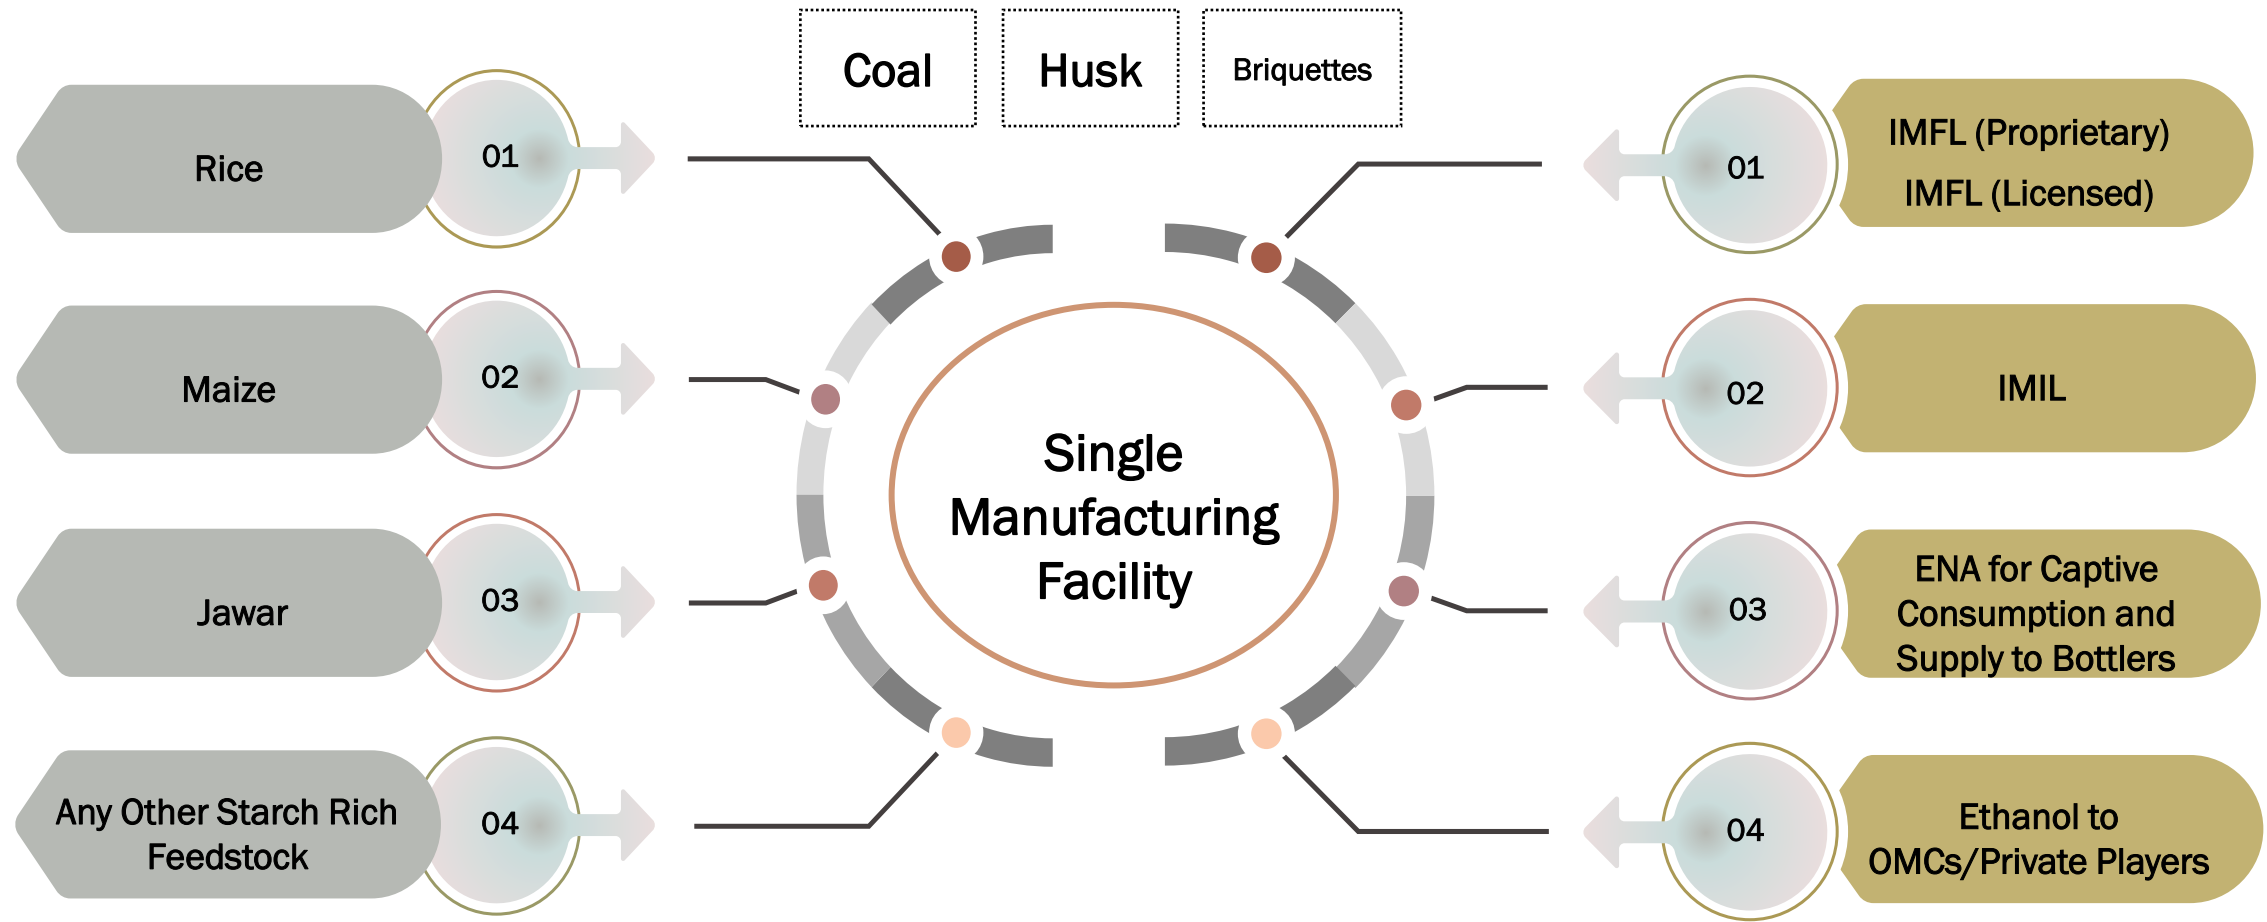 Coal
Husk
Briquettes
Rice
01
Maize
02
Jawar
03
Any Other Starch Rich
Feedstock
04
Single
Manufacturing
Facility
01
IMFL (Proprietary)
IMFL (Licensed)
02
IMIL
03
ENA for Captive
Consumption and
Supply to Bottlers
04
Ethanol to
OMCs/Private Players